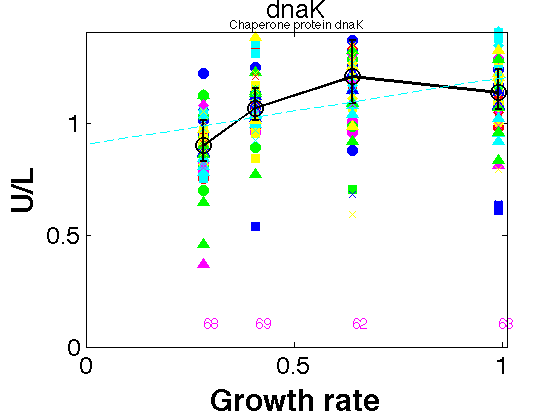 dnaK
Chaperone protein dnaK
U/L
1
0.5
0
68
69
62
63
0
0.5
1
Growth rate